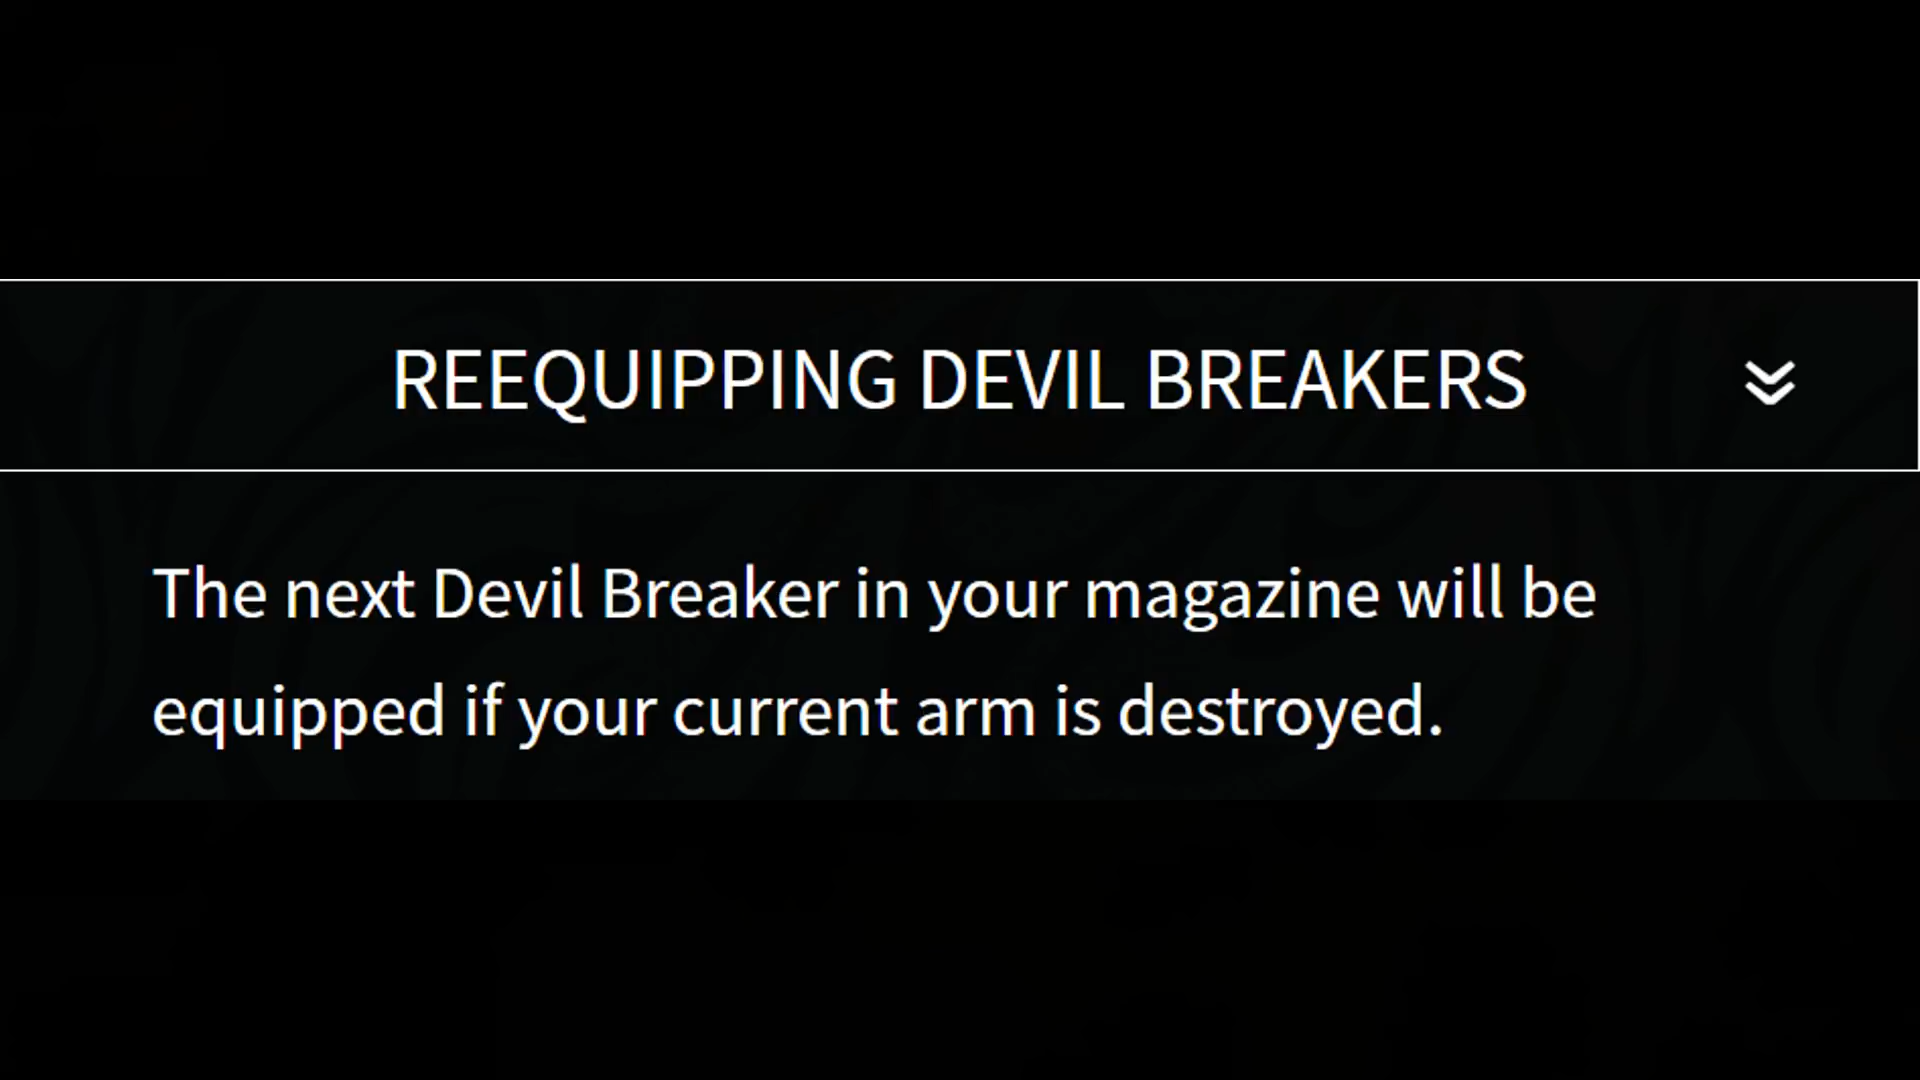 REEQUIPPING DEVIL BREAKERS
The next Devil Breaker in your magazine will be
equipped if your current arm is destroyed.